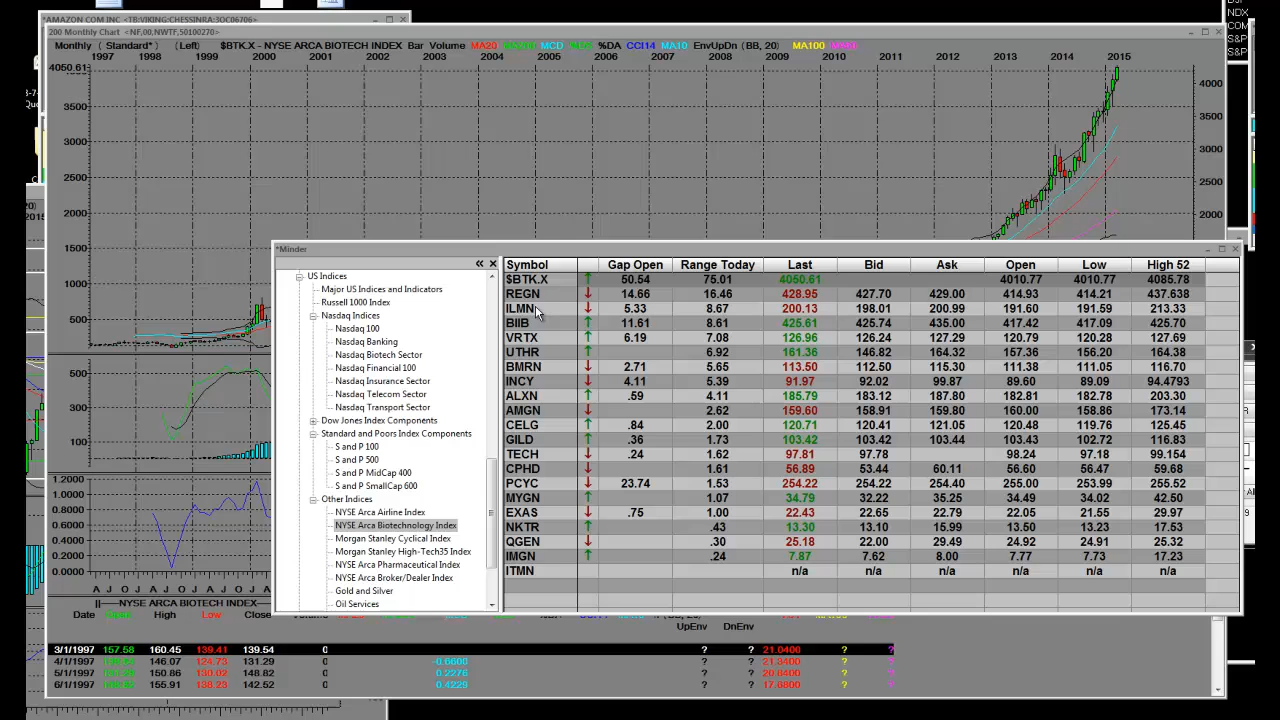 *AMAZON COM INC <TB:VIKING:CHESSINRA:3OC06706>
200 Monthly Chart <NF,00,NWTF,50100270>
Monthly ( Standard* ) (Left) $BTK.X - NYSE ARCA BIOTECH INDEX Bar Volume MA20 MCD %DA CCI14 MA10 EnvUpDn (BB, 20) MA100
1997 1998 1999 2000 2001 2002 2003 2004 2005 2006 2007 2008 2009 2010 2011 2012 2013 2014 2015
NDX
COM
S&P
S&P
4050.61
4000
3500 3500
3000 3000
2500 2500
2000 2000
1500
1000
500
500
300
100
1.2000
1.0000
0.8000
0.6000
0.4000
0.2000
0.0000
A J O J A J O J A
*Minder
US Indices
Major US Indices and Indicators
Russell 1000 Index
Nasdaq Indices
Nasdaq 100
Nasdaq Banking
Nasdaq Biotech Sector
Nasdaq Financial 100
Nasdaq Insurance Sector
Nasdaq Telecom Sector
Nasdaq Transport Sector
Dow Jones Index Components
Standard and Poors Index Components
S and P 100
S and P 500
S and P MidCap 400
S and P SmallCap 600
Other Indices
NYSE Arca Airline Index
NYSE Arca Biotechnology Index
Morgan Stanley Cyclical Index
Morgan Stanley High-Tech35 Index
NYSE Arca Pharmaceutical Index
NYSE Arca Broker/Dealer Index
Gold and Silver
Oil Services
Symbol Gap Open Range Today Last Bid Ask Open Low High 52
$BTK.X 50.54 75.01 4050.61 4010.77 4010.77 4085.78
REGN 14.66 16.46 428.95 427.70 429.00 414.93 414.21 437.638
ILMN 5.33 8.67 200.13 198.01 200.99 191.60 191.59 213.33
BIIB 11.61 8.61 425.61 425.74 435.00 417.42 417.09 425.70
VRTX 6.19 7.08 126.96 126.24 127.29 120.79 120.28 127.69
UTHR 6.92 161.36 146.82 164.32 157.36 156.20 164.38
BMRN 2.71 5.65 113.50 112.50 115.30 111.38 111.05 116.70
INCY 4.11 5.39 91.97 92.02 99.87 89.60 89.09 94.4793
ALXN .59 4.11 185.79 183.12 187.80 182.81 182.78 203.30
AMGN 2.62 159.60 158.91 159.80 160.00 158.86 173.14
CELG .84 2.00 120.71 120.41 121.05 120.48 119.76 125.45
GILD .36 1.73 103.42 103.42 103.44 103.43 102.72 116.83
TECH .24 1.62 97.81 97.78 98.24 97.18 99.154
CPHD 1.61 56.89 53.44 60.11 56.60 56.47 59.68
PCYC 23.74 1.53 254.22 254.22 254.40 255.00 254.00 255.53
MYGN 1.07 34.79 32.22 35.25 34.49 34.02 42.50
EXAS .75 1.00 22.43 22.65 22.79 22.05 21.55 29.97
NKTR .43 13.30 13.10 15.99 13.50 13.23 17.53
QGEN .30 25.18 22.00 29.49 24.92 24.91 25.32
IMGN .24 7.87 7.62 8.00 7.77 7.73 17.23
ITMN n/a n/a n/a n/a n/a n/a
||----NYSE ARCA BIOTECH INDEX----
Date High Low Close
UpEnv DnEnv
3/1/1997 157.58 160.45 139.41 139.54 0 ? ? 21.0400 ? ?
4/1/1997 146.07 124.73 131.29 0 -0.6600 ? ? 21.8400 ? ?
5/1/1997 150.86 130.02 148.82 0 0.2276 ? ? 20.8400 ? ?
6/1/1997 155.91 138.23 142.52 0 0.4229 ? ? 17.6800 ? ?